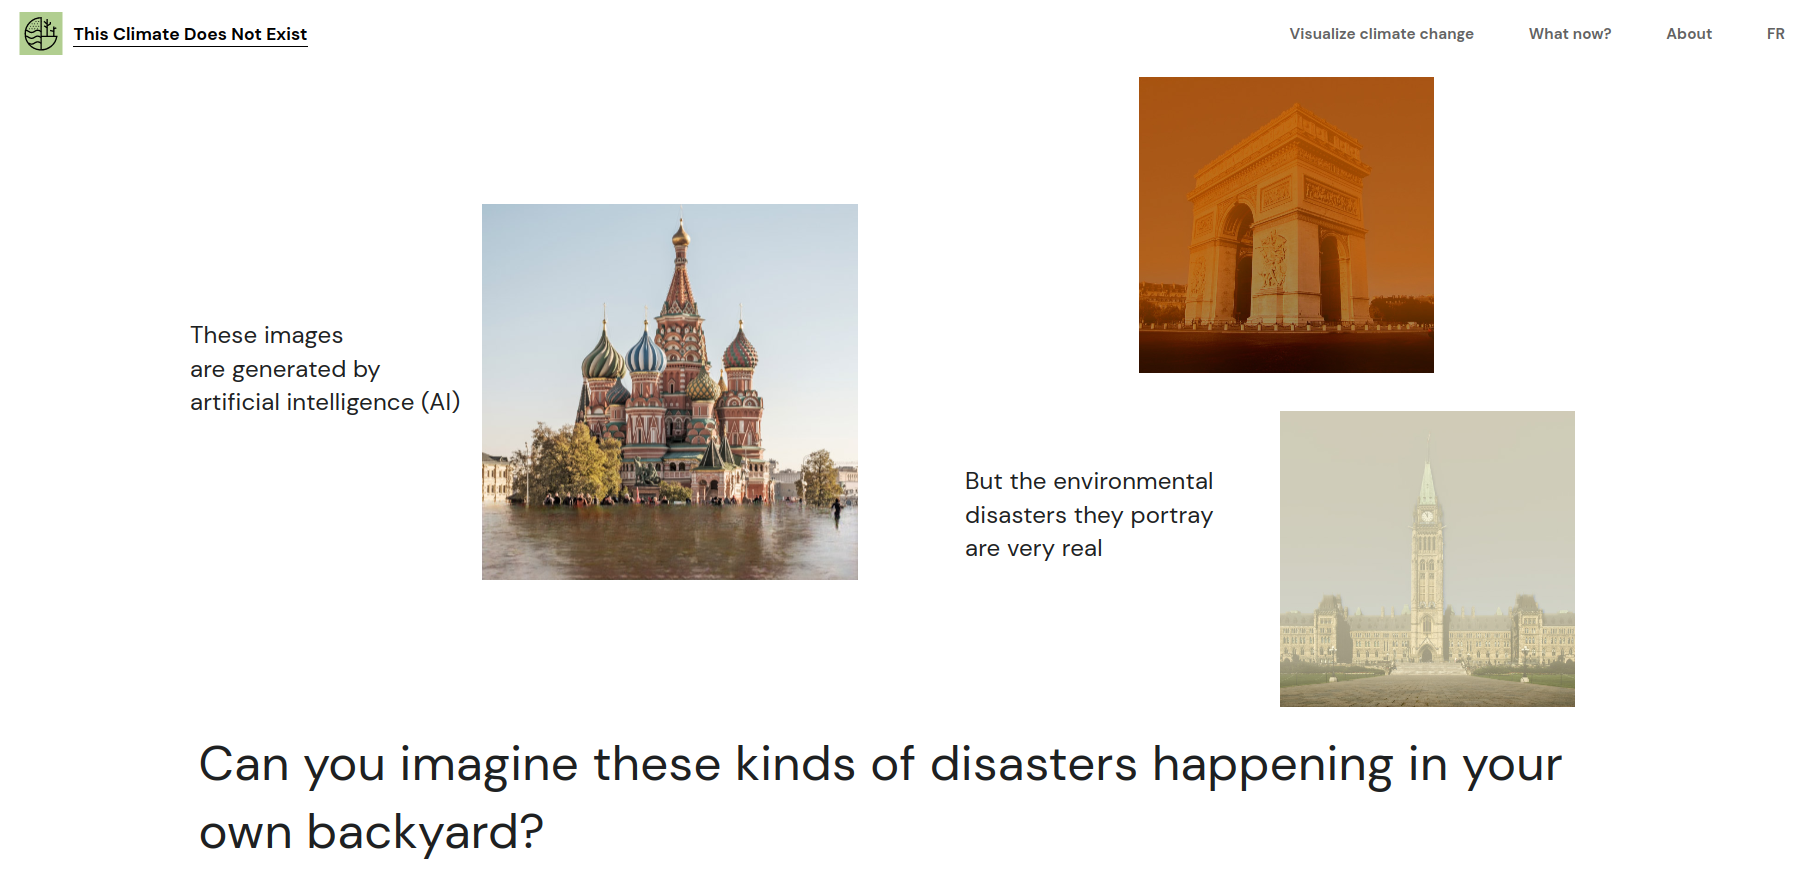 This Climate Does Not Exist
Visualize climate change
What now?
About
FR
These images
are generated by
artificial intelligence (AI)
But the environmental
disasters they portray
are very real
Can you imagine these kinds of disasters happening in your
own backyard?